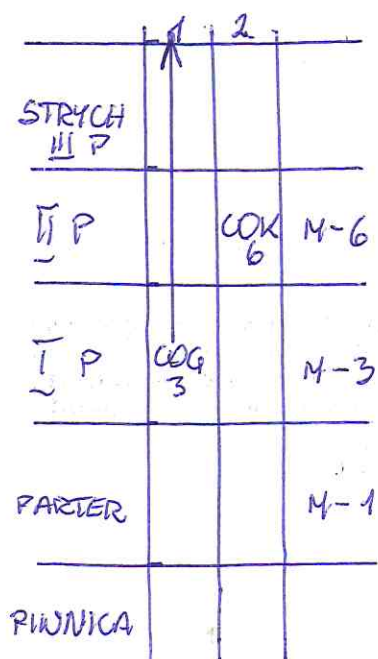 1 2
STRYCH
III P
II P COK M-6
6
I P COG M-3
3
PARTER M-1
PIWNICA